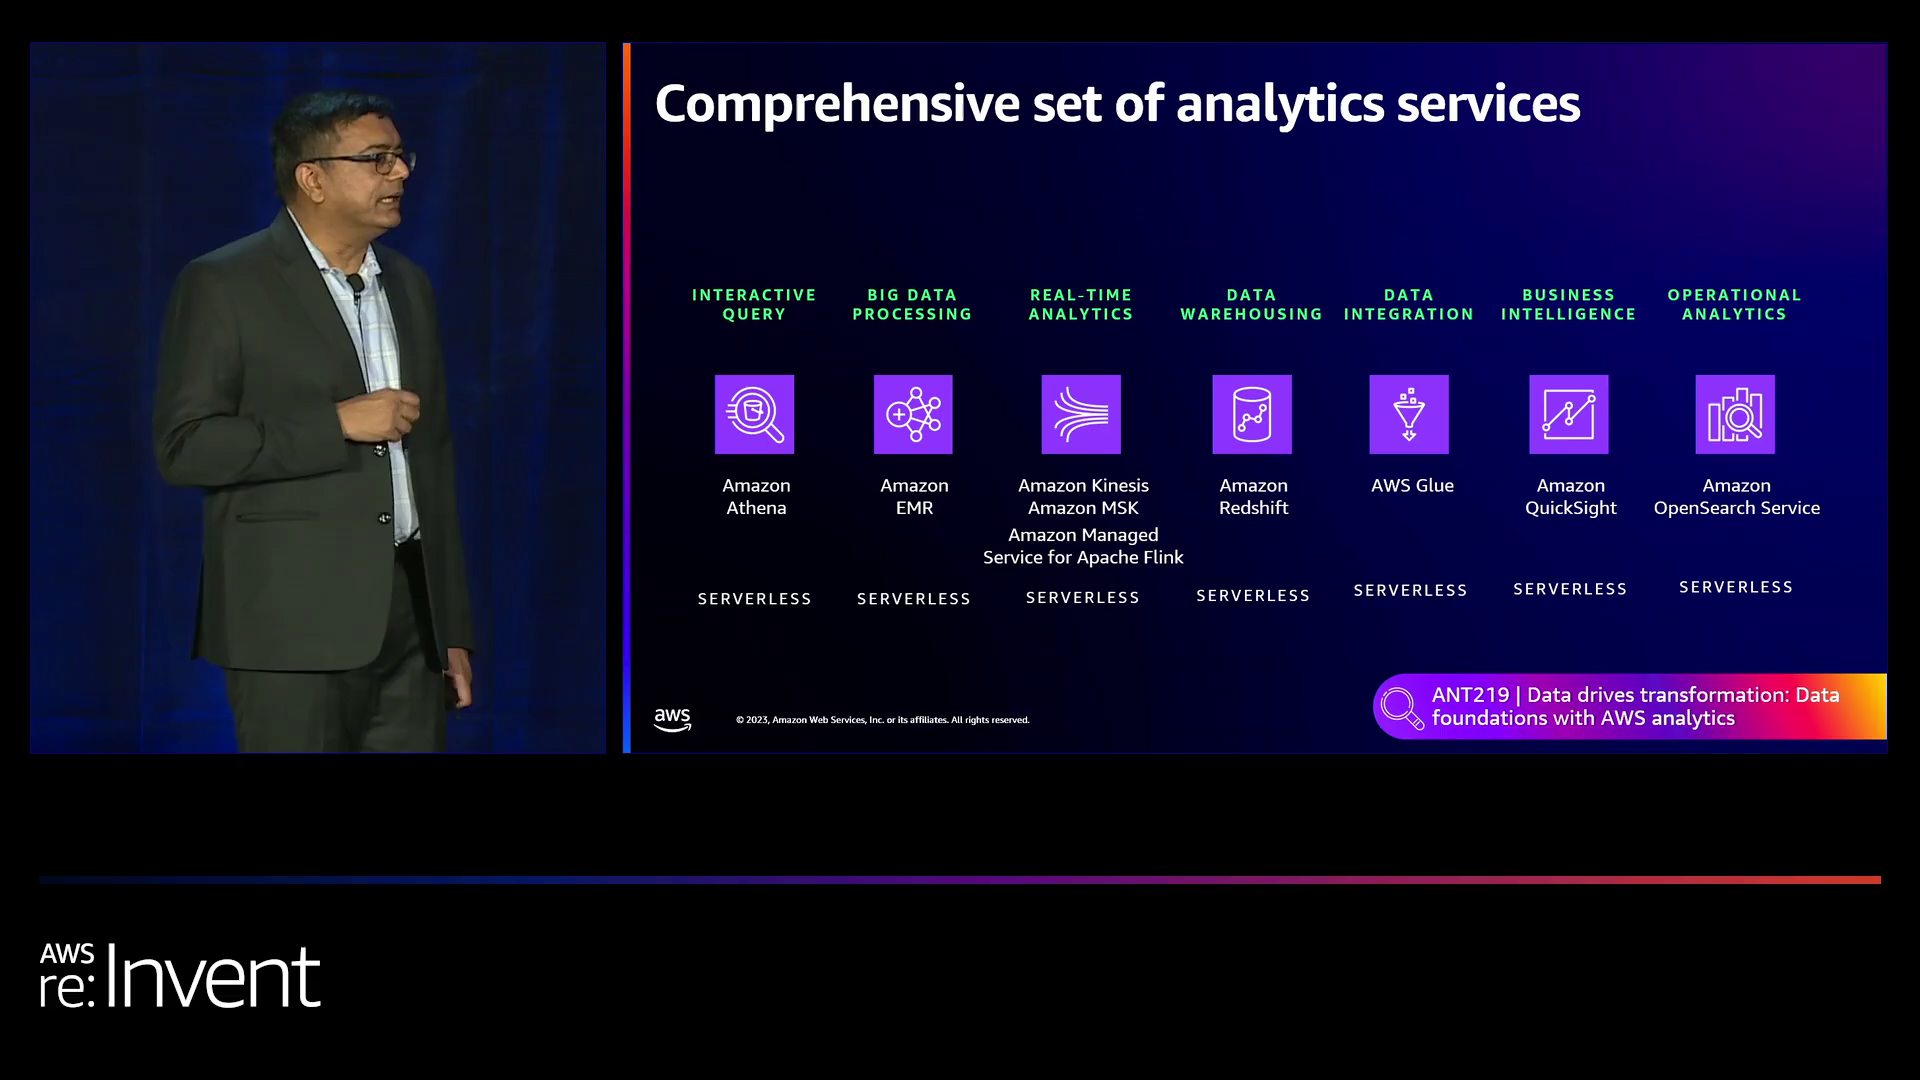 Comprehensive set of analytics services
INTERACTIVE
QUERY
BIG DATA
PROCESSING
REAL-TIME
ANALYTICS
DATA
WAREHOUSING
DATA
INTEGRATION
BUSINESS
INTELLIGENCE
OPERATIONAL
ANALYTICS
Amazon
Athena
Amazon
EMR
Amazon Kinesis
Amazon MSK
Amazon Managed
Service for Apache Flink
Amazon
Redshift
AWS Glue
Amazon
QuickSight
Amazon
OpenSearch Service
SERVERLESS
SERVERLESS
SERVERLESS
SERVERLESS
SERVERLESS
SERVERLESS
SERVERLESS
aws
© 2023, Amazon Web Services, Inc. or its affiliates. All rights reserved.
ANT219 | Data drives transformation: Data
foundations with AWS analytics
AWS
re:Invent